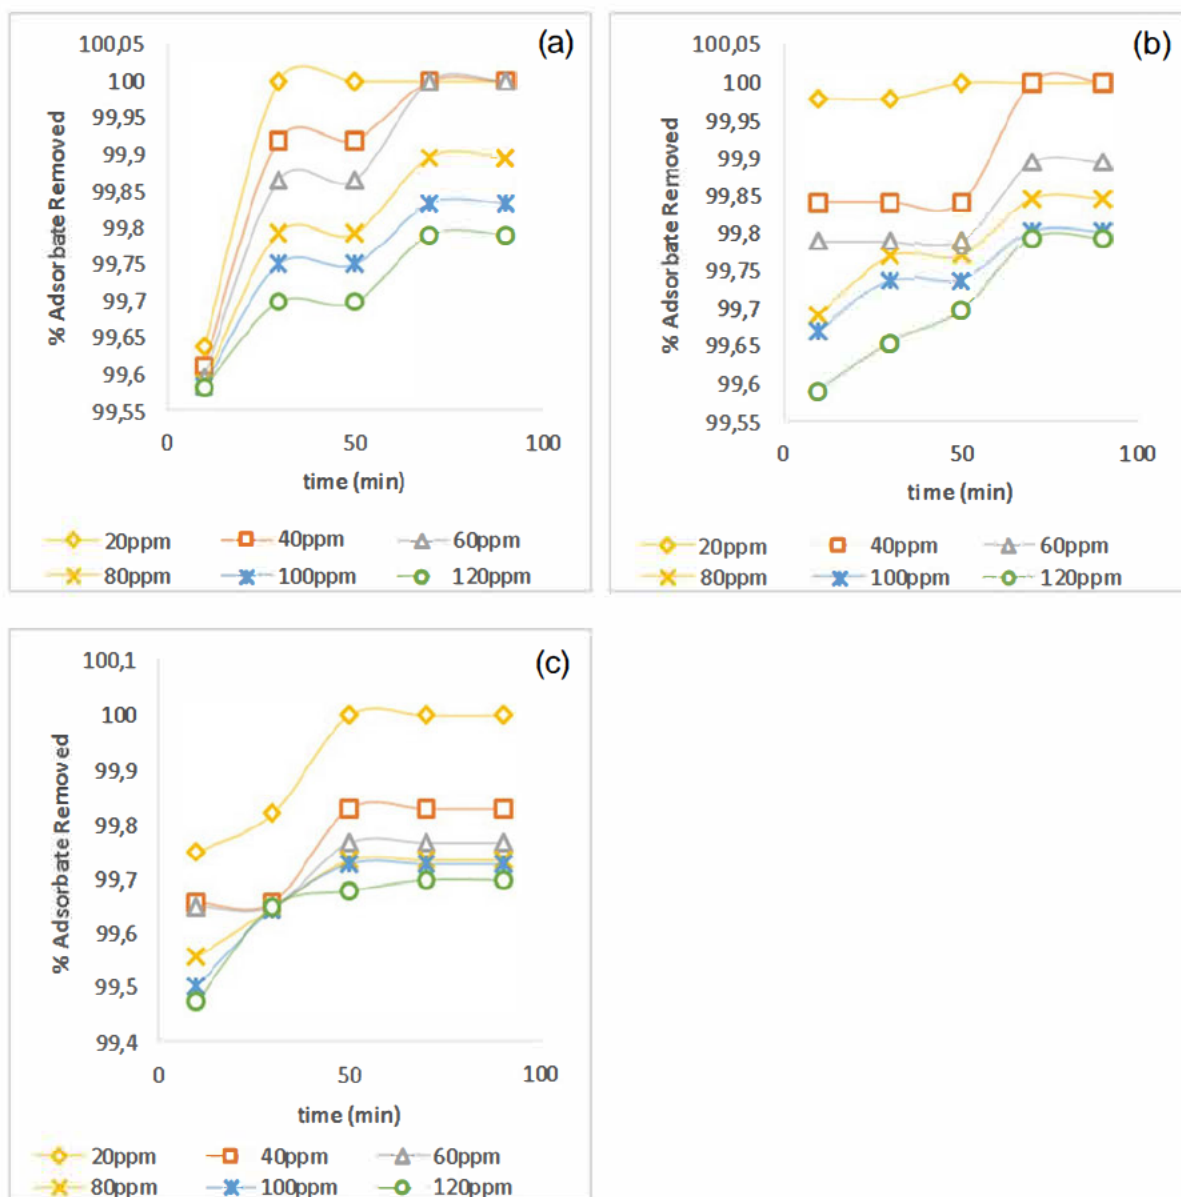 (a)
100,05
100
99,95
99,9
99,85
99,8
99,75
99,7
99,65
99,6
99,55
% Adsorbate Removed
0 50 100
time (min)
20ppm 40ppm 60ppm
80ppm 100ppm 120ppm
(b)
100,05
100
99,95
99,9
99,85
99,8
99,75
99,7
99,65
99,6
99,55
% Adsorbate Removed
0 50 100
time (min)
20ppm 40ppm 60ppm
80ppm 100ppm 120ppm
(c)
100,1
100
99,9
99,8
99,7
99,6
99,5
99,4
% Adsorbate Removed
0 50 100
time (min)
20ppm 40ppm 60ppm
80ppm 100ppm 120ppm